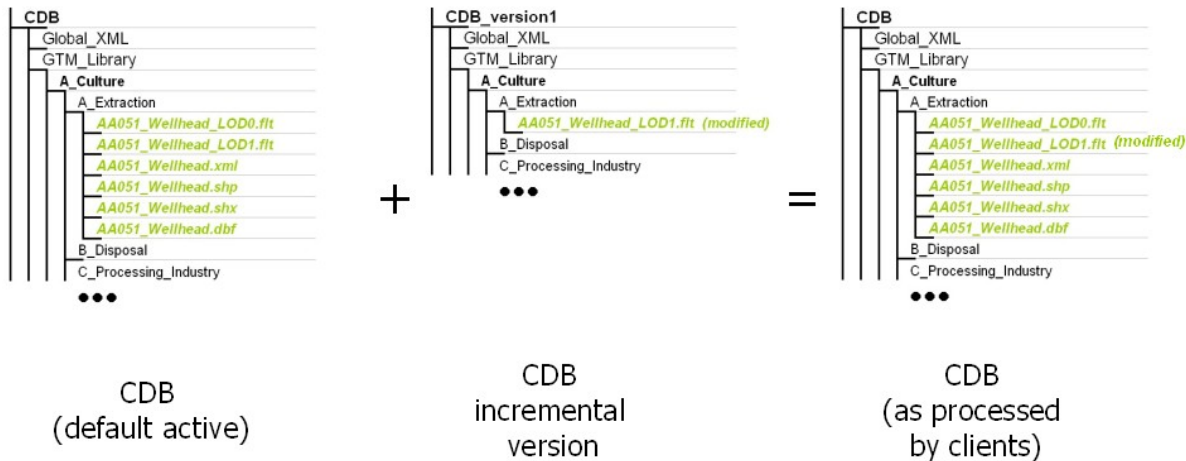 CDB
Global_XML
GTM_Library
A_Culture
A_Extraction
AA051_Wellhead_LOD0.flt
AA051_Wellhead_LOD1.flt
AA051_Wellhead.xml
AA051_Wellhead.shp
AA051_Wellhead.shx
AA051_Wellhead.dbf
B_Disposal
C_Processing_Industry
●●●
CDB
(default active)
+
CDB_version1
Global_XML
GTM_Library
A_Culture
A_Extraction
AA051_Wellhead_LOD1.flt (modified)
B_Disposal
C_Processing_Industry
●●●
CDB
incremental
version
=
CDB
Global_XML
GTM_Library
A_Culture
A_Extraction
AA051_Wellhead_LOD0.flt
AA051_Wellhead_LOD1.flt (modified)
AA051_Wellhead.xml
AA051_Wellhead.shp
AA051_Wellhead.shx
AA051_Wellhead.dbf
B_Disposal
C_Processing_Industry
●●●
CDB
(as processed
by clients)